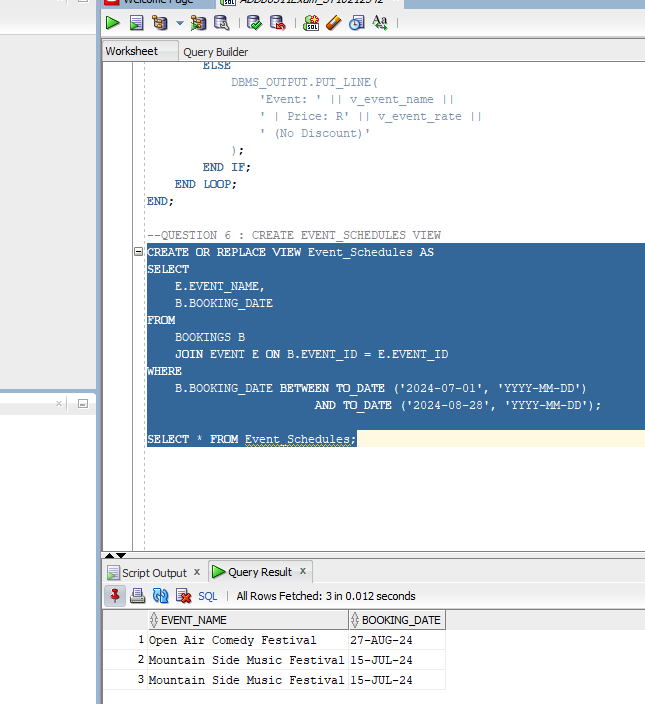 Welcome Page
Worksheet Query Builder
ELSE
DBMS_OUTPUT.PUT_LINE(
'Event: ' || v_event_name ||
' | Price: R' || v_event_rate ||
' (No Discount)'
);
END IF;
END LOOP;
END;
--QUESTION 6 : CREATE EVENT_SCHEDULES VIEW
CREATE OR REPLACE VIEW Event_Schedules AS
SELECT
E.EVENT_NAME,
B.BOOKING_DATE
FROM
BOOKINGS B
JOIN EVENT E ON B.EVENT_ID = E.EVENT_ID
WHERE
B.BOOKING_DATE BETWEEN TO_DATE ('2024-07-01', 'YYYY-MM-DD')
AND TO_DATE ('2024-08-28', 'YYYY-MM-DD');
SELECT * FROM Event_Schedules;
Script Output x Query Result x
SQL | All Rows Fetched: 3 in 0.012 seconds
EVENT_NAME BOOKING_DATE
1 Open Air Comedy Festival 27-AUG-24
2 Mountain Side Music Festival 15-JUL-24
3 Mountain Side Music Festival 15-JUL-24